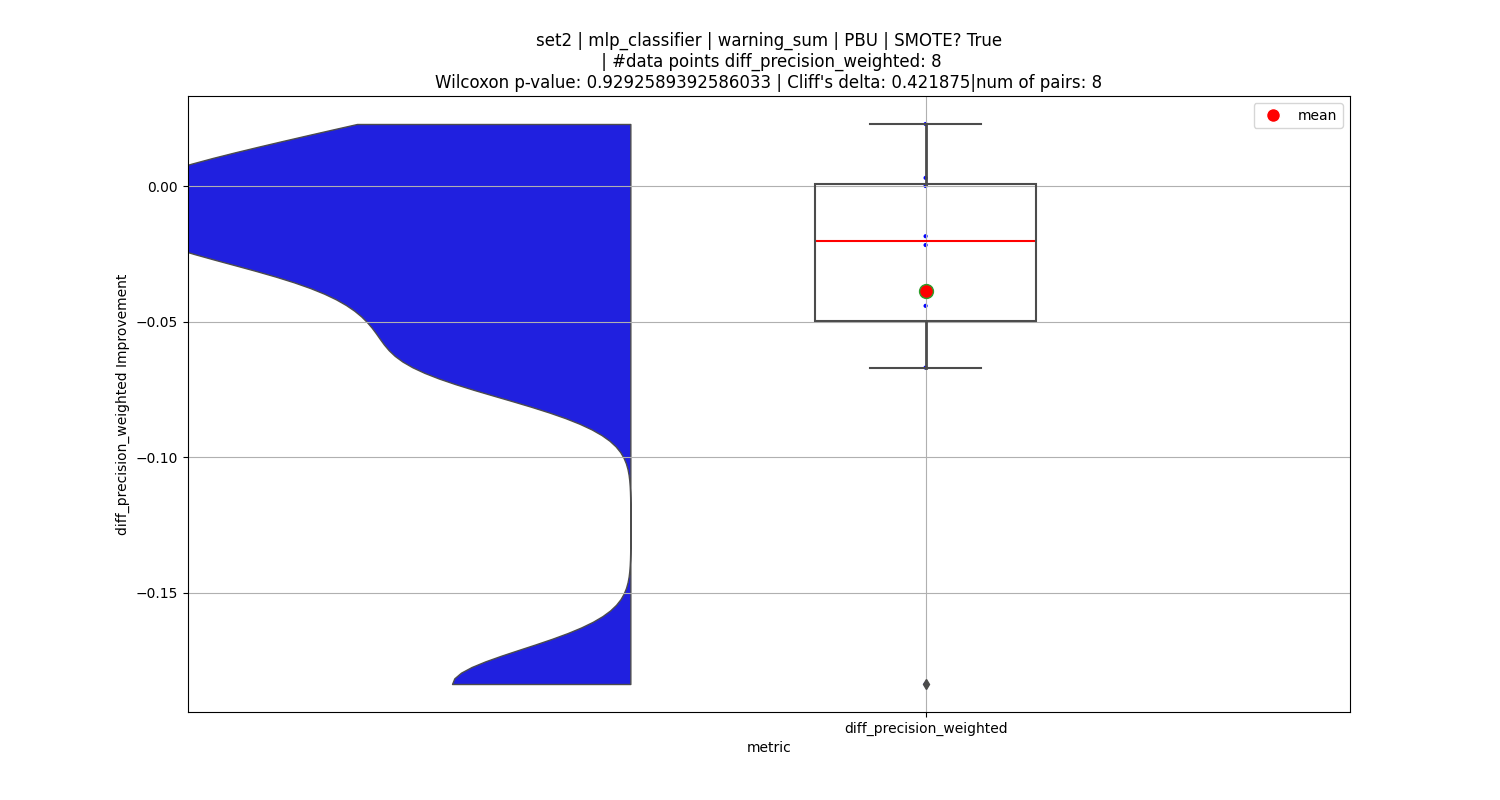 set2 | mlp_classifier | warning_sum | PBU | SMOTE? True
| #data points diff_precision_weighted: 8
Wilcoxon p-value: 0.9292589392586033 | Cliff's delta: 0.421875|num of pairs: 8
mean
0.00
−0.05
−0.10
−0.15
diff_precision_weighted Improvement
diff_precision_weighted
metric